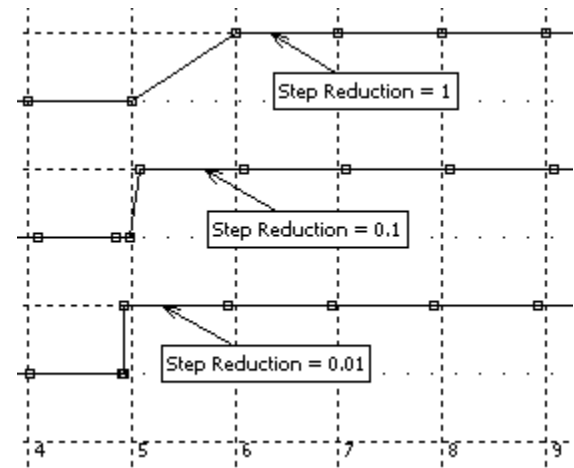 Step Reduction = 1
Step Reduction = 0.1
Step Reduction = 0.01
4 5 6 7 8 9